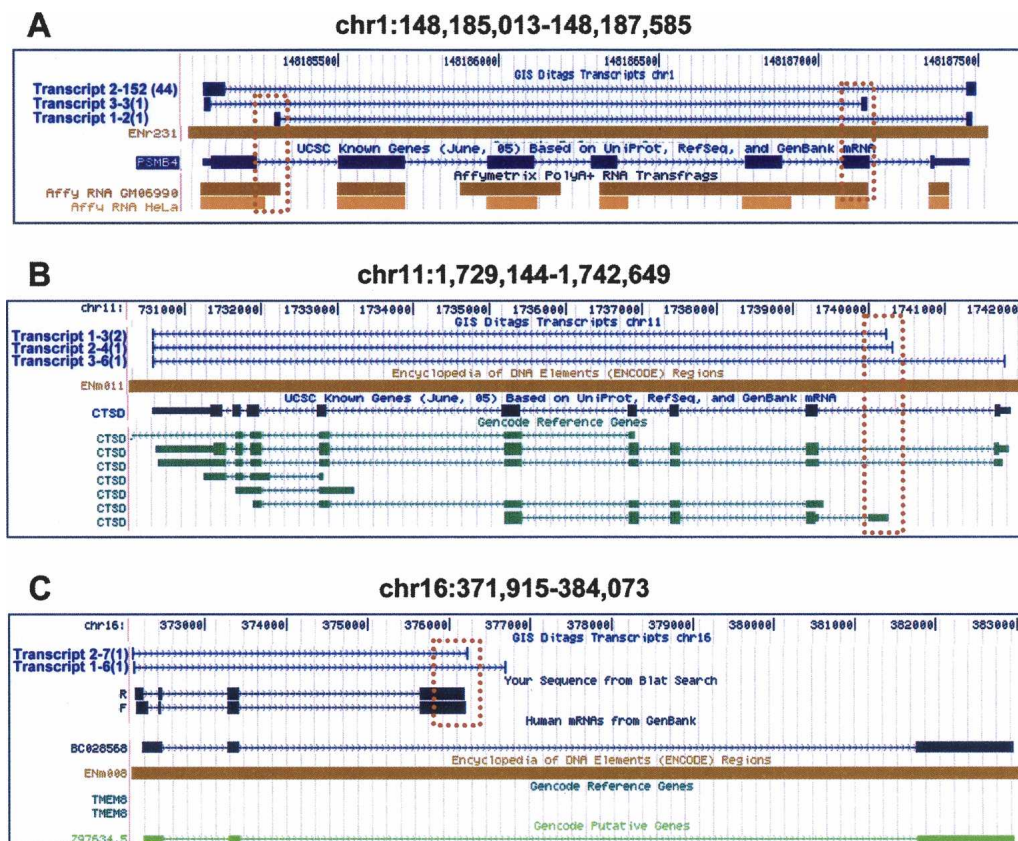 A chr1:148,185,013-148,187,585
148185500 148186000 148186500 148187000 148187500
GIS Ditags Transcripts chr1
Transcript 2-152 (44)
Transcript 3-3(1)
Transcript 1-2(1)
ENr231
UCSC Known Genes (June, 05) Based on UniProt, RefSeq, and GenBank mRNA
PSMB4
Affymetrix PolyA+ RNA Transfrags
Affy RNA GM06990
Affy RNA HeLa
B chr11:1,729,144-1,742,649
chr11: 731000 1732000 1733000 1734000 1735000 1736000 1737000 1738000 1739000 1740000 1741000 1742000
GIS Ditags Transcripts chr11
Transcript 1-3(2)
Transcript 2-4(1)
Transcript 3-6(1)
Encyclopedia of DNA Elements (ENCODE) Regions
ENm011
UCSC Known Genes (June, 05) Based on UniProt, RefSeq, and GenBank mRNA
CTSD
Gencode Reference Genes
CTSD
CTSD
CTSD
CTSD
CTSD
CTSD
CTSD
C chr16:371,915-384,073
chr16: 373000 374000 375000 376000 377000 378000 379000 380000 381000 382000 383000
GIS Ditags Transcripts chr16
Transcript 2-7(1)
Transcript 1-6(1)
Your Sequence from Blat Search
R
F
Human mRNAs from GenBank
BC028568
Encyclopedia of DNA Elements (ENCODE) Regions
ENm008
Gencode Reference Genes
TMEM8
TMEM8
Gencode Putative Genes
Z97634.5